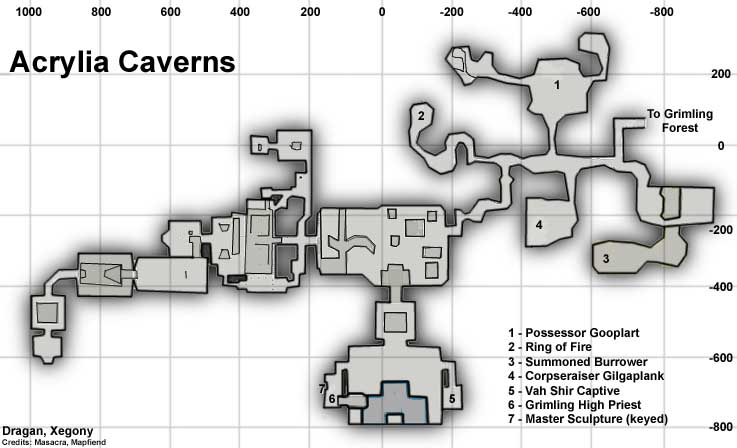 1000 800 600 400 200 0 -200 -400 -600 -800
Acrylia Caverns
200
1
2
To Grimling
Forest
0
4
-200
3
-400
1 - Possessor Gooplart
2 - Ring of Fire
3 - Summoned Burrower
4 - Corpseraiser Gilgaplank
5 - Vah Shir Captive
6 - Grimling High Priest
7 - Master Sculpture (keyed)
-600
7
6
5
Dragan, Xegony
-800
Credits: Masacra, Mapfiend